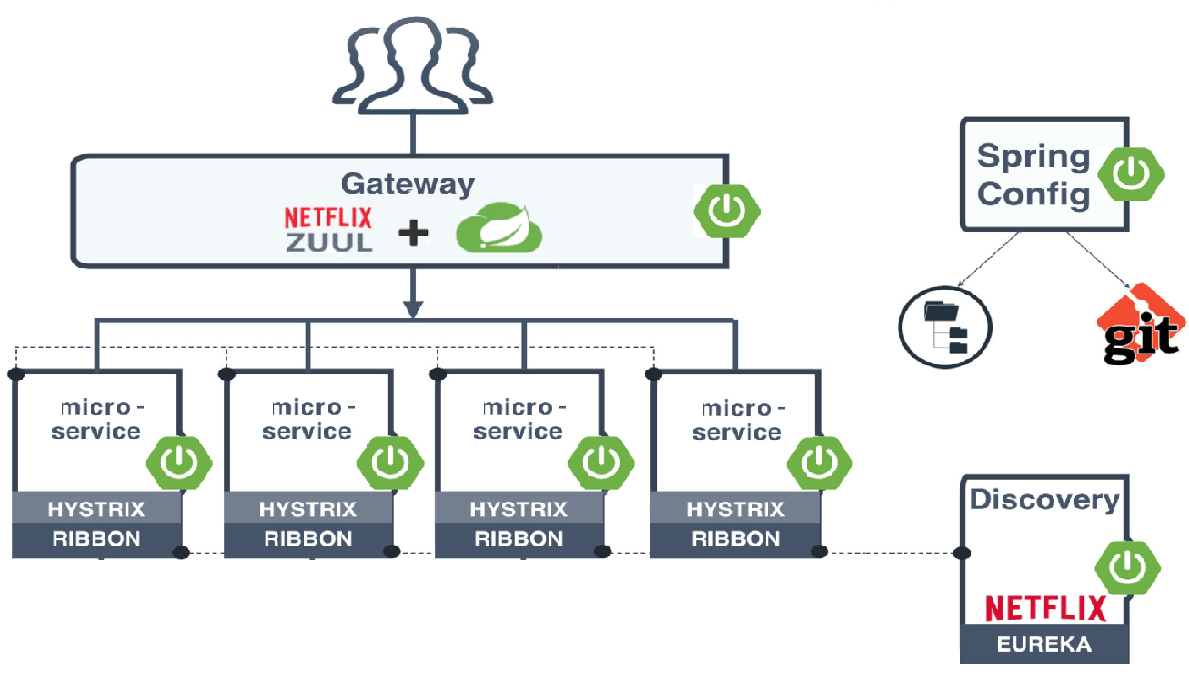 Gateway
NETFLIX
ZUUL
+
Spring
Config
git
micro -
service
HYSTRIX
RIBBON
micro -
service
HYSTRIX
RIBBON
micro -
service
HYSTRIX
RIBBON
micro -
service
HYSTRIX
RIBBON
Discovery
NETFLIX
EUREKA